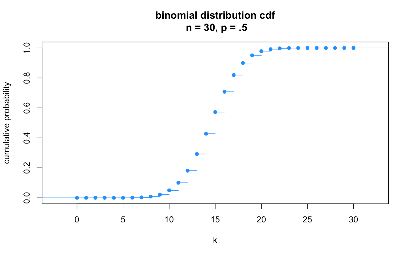 binomial distribution cdf
n = 30, p = .5
cumulative probability
1.0
0.8
0.6
0.4
0.2
0.0
0 5 10 15 20 25 30
k